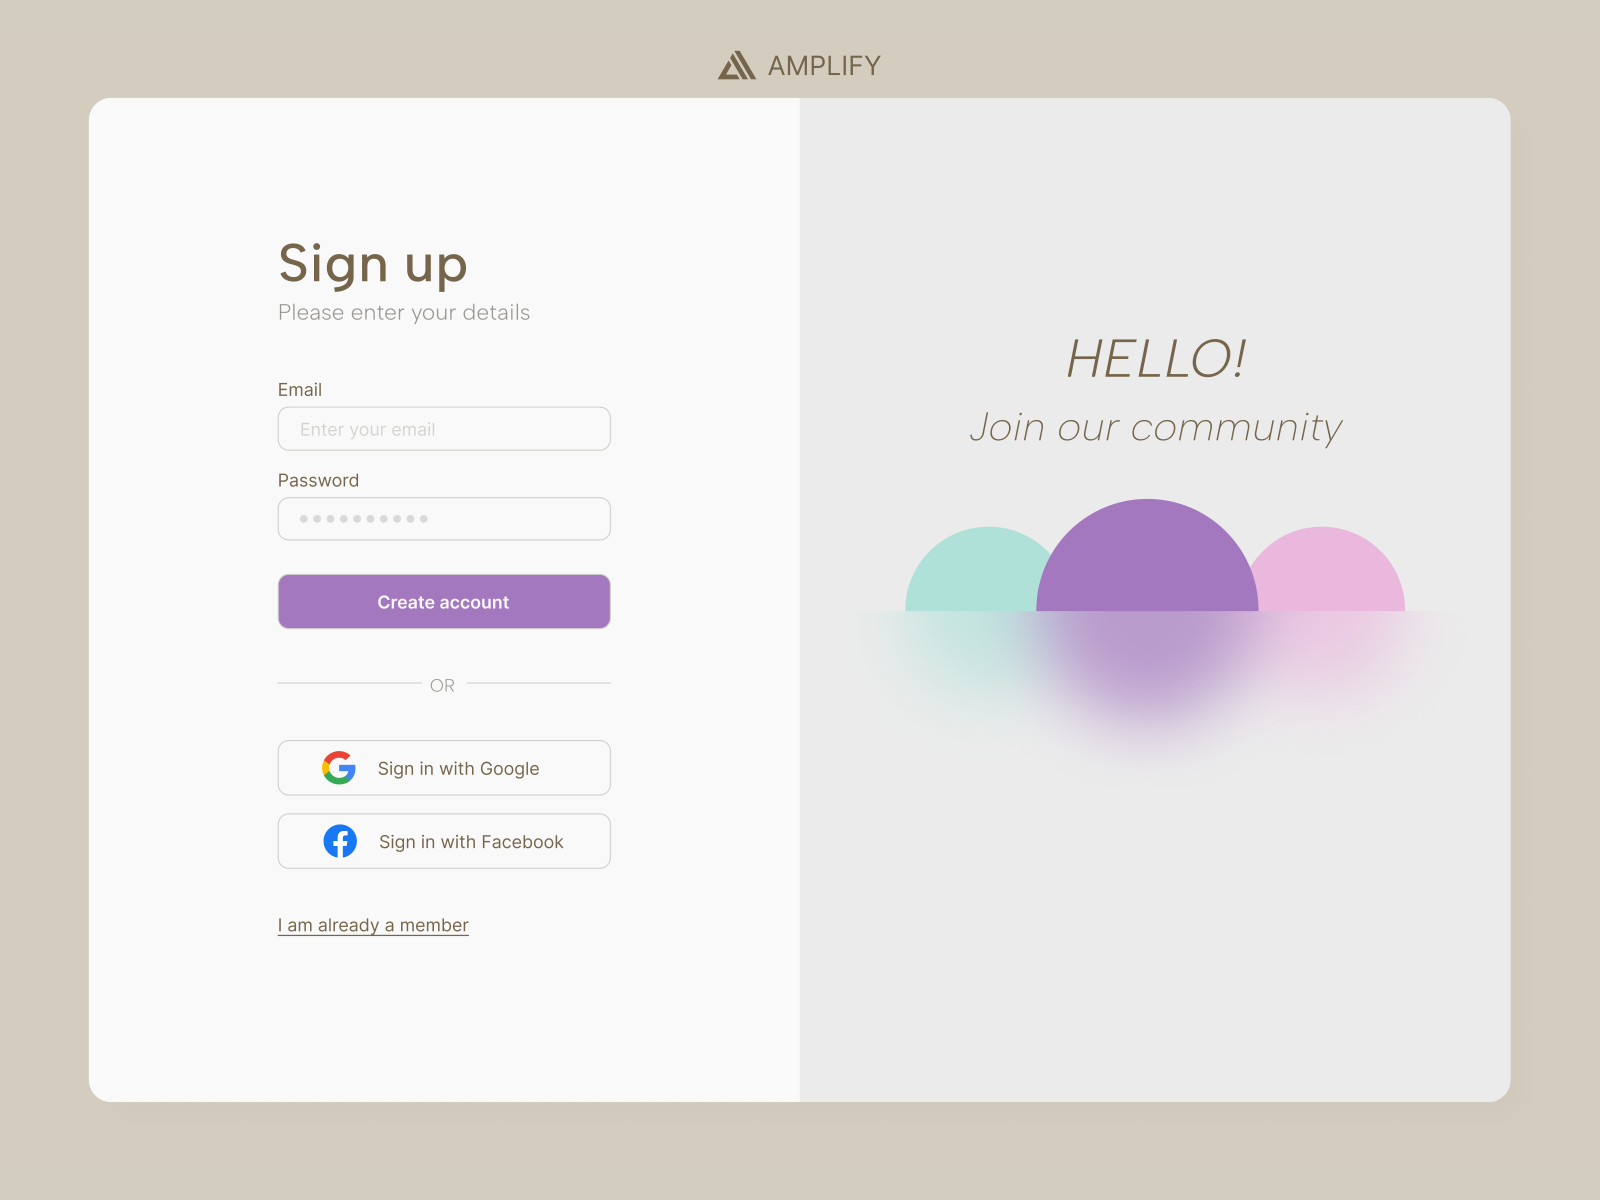 AMPLIFY
Sign up
Please enter your details
Email
Enter your email
Password
Create account
OR
Sign in with Google
Sign in with Facebook
I am already a member
HELLO!
Join our community